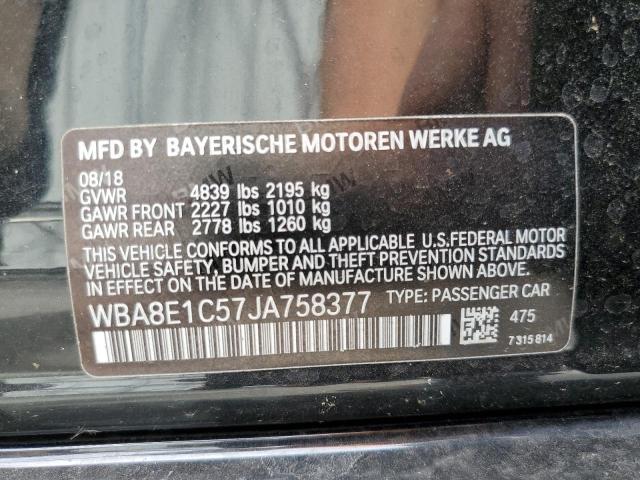 MFD BY BAYERISCHE MOTOREN WERKE AG
08/18
GVWR 4839 lbs 2195 kg
GAWR FRONT 2227 lbs 1010 kg
GAWR REAR 2778 lbs 1260 kg
THIS VEHICLE CONFORMS TO ALL APPLICABLE U.S.FEDERAL MOTOR
VEHICLE SAFETY, BUMPER AND THEFT PREVENTION STANDARDS
IN EFFECT ON THE DATE OF MANUFACTURE SHOWN ABOVE.
WBA8E1C57JA758377 TYPE: PASSENGER CAR
475
7315814